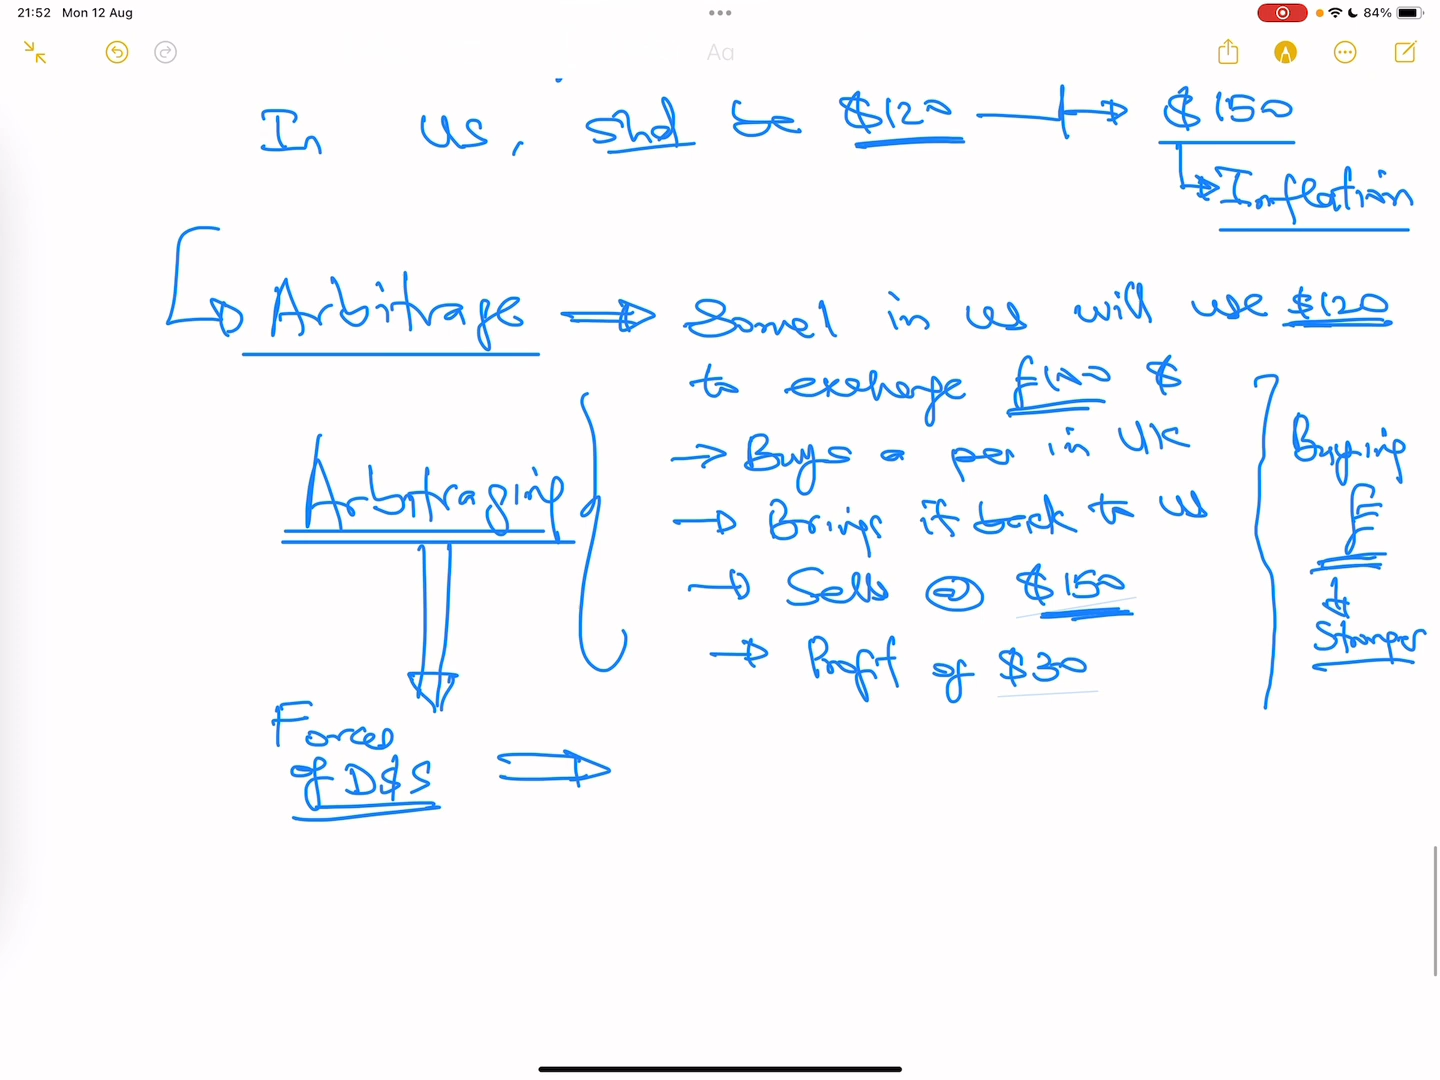 21:52 Mon 12 Aug
84%
Aa
In US, shd be $120 → $150
↳ Inflation
↳ Arbitrage ⇒ Some1 in US will use $120
to exchange £100 $
→ Buys a pen in UK
→ Brings it back to US
→ Sells @ $150
→ Profit of $30
Arbitraging
Buying
£
↓
Stronger
Forces
of D&S ⇒